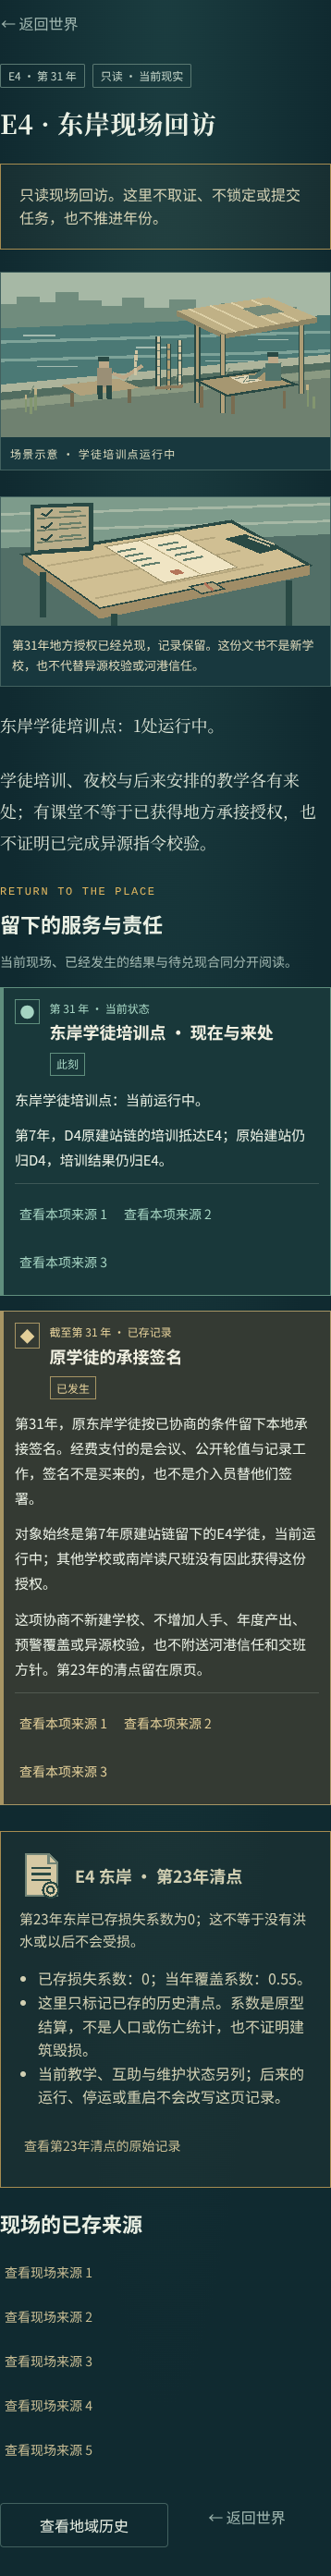 ← 返回世界
E4 · 第 31 年
只读 · 当前现实
E4 · 东岸现场回访
只读现场回访。这里不取证、不锁定或提交
任务，也不推进年份。
场景示意 · 学徒培训点运行中
第31年地方授权已经兑现，记录保留。这份文书不是新学
校，也不代替异源校验或河港信任。
东岸学徒培训点：1处运行中。
学徒培训、夜校与后来安排的教学各有来
处；有课堂不等于已获得地方承接授权，也
不证明已完成异源指令校验。
RETURN TO THE PLACE
留下的服务与责任
当前现场、已经发生的结果与待兑现合同分开阅读。
第 31 年 · 当前状态
东岸学徒培训点 · 现在与来处
此刻
东岸学徒培训点：当前运行中。
第7年，D4原建站链的培训抵达E4；原始建站仍
归D4，培训结果仍归E4。
查看本项来源 1 查看本项来源 2
查看本项来源 3
截至第 31 年 · 已存记录
原学徒的承接签名
已发生
第31年，原东岸学徒按已协商的条件留下本地承
接签名。经费支付的是会议、公开轮值与记录工
作，签名不是买来的，也不是介入员替他们签
署。
对象始终是第7年原建站链留下的E4学徒，当前运
行中；其他学校或南岸读尺班没有因此获得这份
授权。
这项协商不新建学校、不增加人手、年度产出、
预警覆盖或异源校验，也不附送河港信任和交班
方针。第23年的清点留在原页。
查看本项来源 1 查看本项来源 2
查看本项来源 3
E4 东岸 · 第23年清点
第23年东岸已存损失系数为0；这不等于没有洪
水或以后不会受损。
• 已存损失系数：0；当年覆盖系数：0.55。
• 这里只标记已存的历史清点。系数是原型
结算，不是人口或伤亡统计，也不证明建
筑毁损。
• 当前教学、互助与维护状态另列；后来的
运行、停运或重启不会改写这页记录。
查看第23年清点的原始记录
现场的已存来源
查看现场来源 1
查看现场来源 2
查看现场来源 3
查看现场来源 4
查看现场来源 5
查看地域历史
← 返回世界